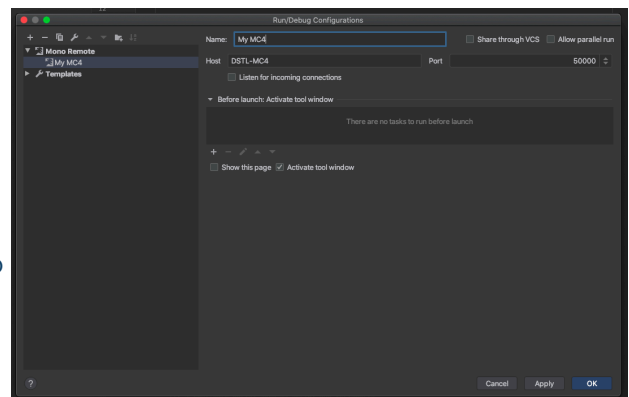 12
Run/Debug Configurations
Mono Remote
My MC4
Templates
Name: My MC4 Share through VCS Allow parallel run
Host DSTL-MC4 Port 50000
Listen for incoming connections
Before launch: Activate tool window
There are no tasks to run before launch
Show this page Activate tool window
? Cancel Apply OK